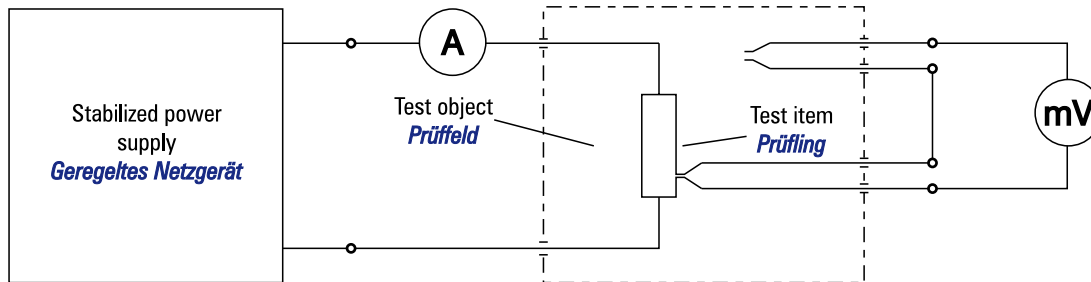 Stabilized power
supply
Geregeltes Netzgerät
A
Test object
Prüffeld
Test item
Prüfling
mV